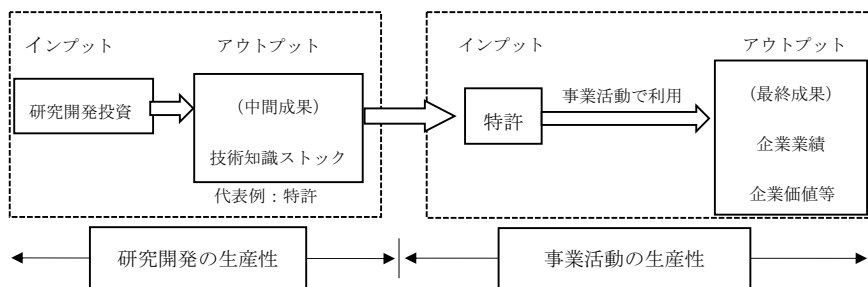 インプット
アウトプット
研究開発投資
（中間成果）
技術知識ストック
代表例：特許
インプット
アウトプット
特許
事業活動で利用
（最終成果）
企業業績
企業価値等
研究開発の生産性
事業活動の生産性